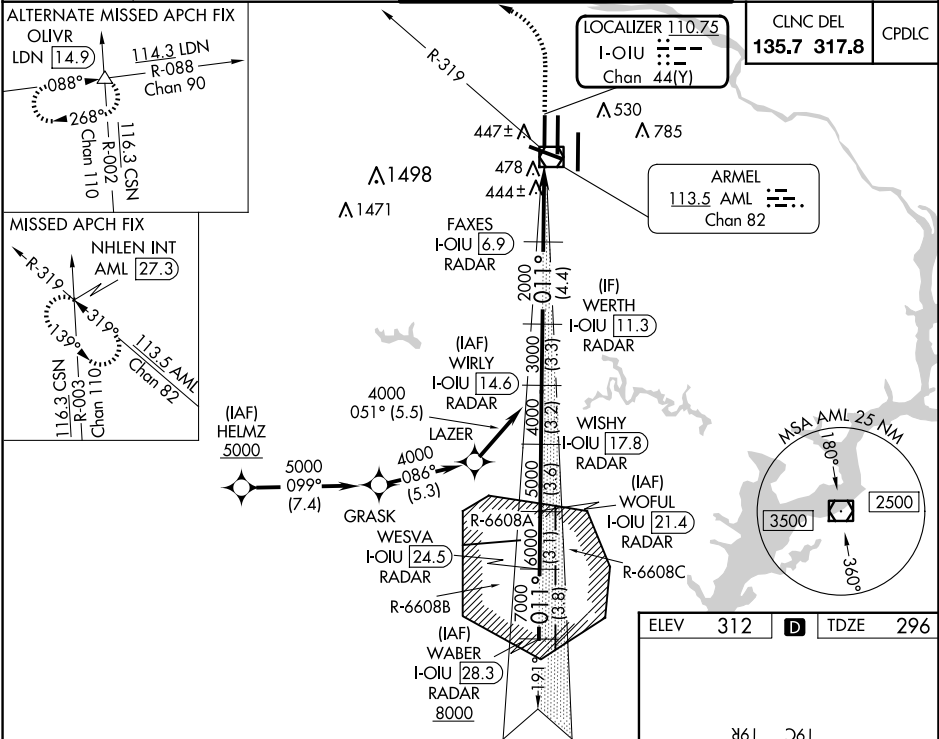 ALTERNATE MISSED APCH FIX
OLIVR
LDN 14.9
114.3 LDN
R-088
Chan 90
088°
268°
116.3 CSN
R-002
Chan 110
MISSED APCH FIX
NHLEN INT
AML 27.3
R-319
319°
139°
113.5 AML
Chan 82
116.3 CSN
R-003
Chan 110
R-319
LOCALIZER 110.75
I-OIU
Chan 44(Y)
CLNC DEL
135.7 317.8
CPDLC
530
785
447±
478
444±
1498
1471
ARMEL
113.5 AML
Chan 82
FAXES
I-OIU 6.9
RADAR
2000
011°
(4.4)
(IF)
WERTH
I-OIU 11.3
RADAR
3000
(3.3)
(IAF)
WIRLY
I-OIU 14.6
RADAR
4000
(3.2)
4000
051° (5.5)
WISHY
I-OIU 17.8
RADAR
LAZER
(IAF)
HELMZ
5000
5000
099°
(7.4)
4000
086°
(5.3)
GRASK
5000
(3.6)
(IAF)
WOFUL
I-OIU 21.4
RADAR
R-6608A
WESVA
I-OIU 24.5
RADAR
6000
(3.1)
R-6608C
R-6608B
7000
011°
(3.8)
(IAF)
WABER
I-OIU 28.3
RADAR
8000
191°
MSA AML 25 NM
180°
3500
2500
360°
ELEV 312 D TDZE 296
19C
19R